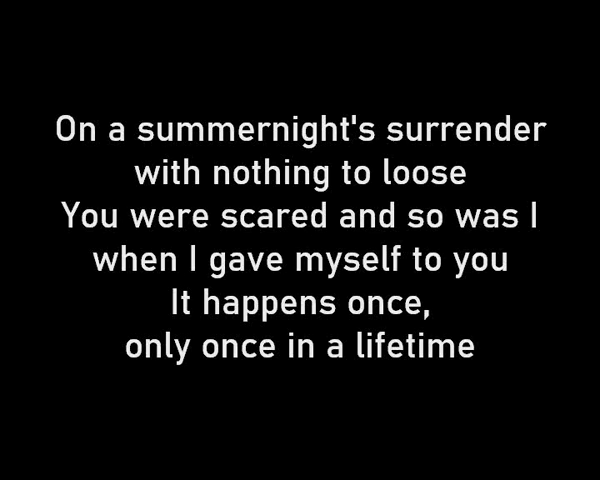 On a summernight's surrender
with nothing to loose
You were scared and so was I
when I gave myself to you
It happens once,
only once in a lifetime